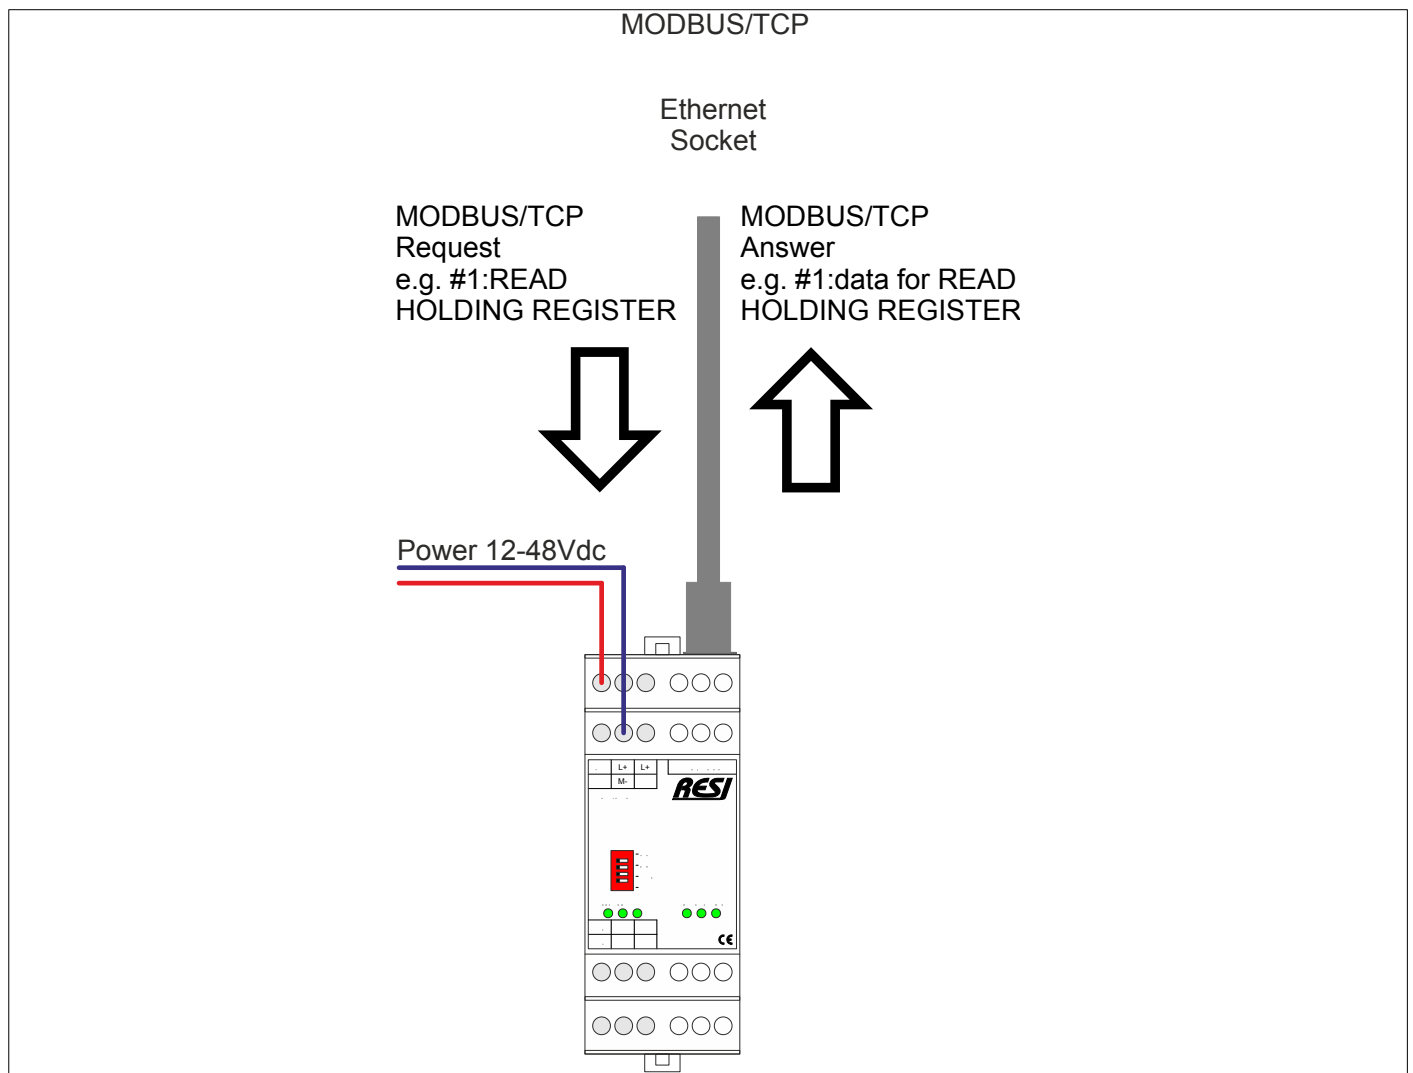 MODBUS/TCP
Ethernet
Socket
MODBUS/TCP
Request
e.g. #1:READ
HOLDING REGISTER
MODBUS/TCP
Answer
e.g. #1:data for READ
HOLDING REGISTER
Power 12-48Vdc
L+ L+
M-
RESI
CE